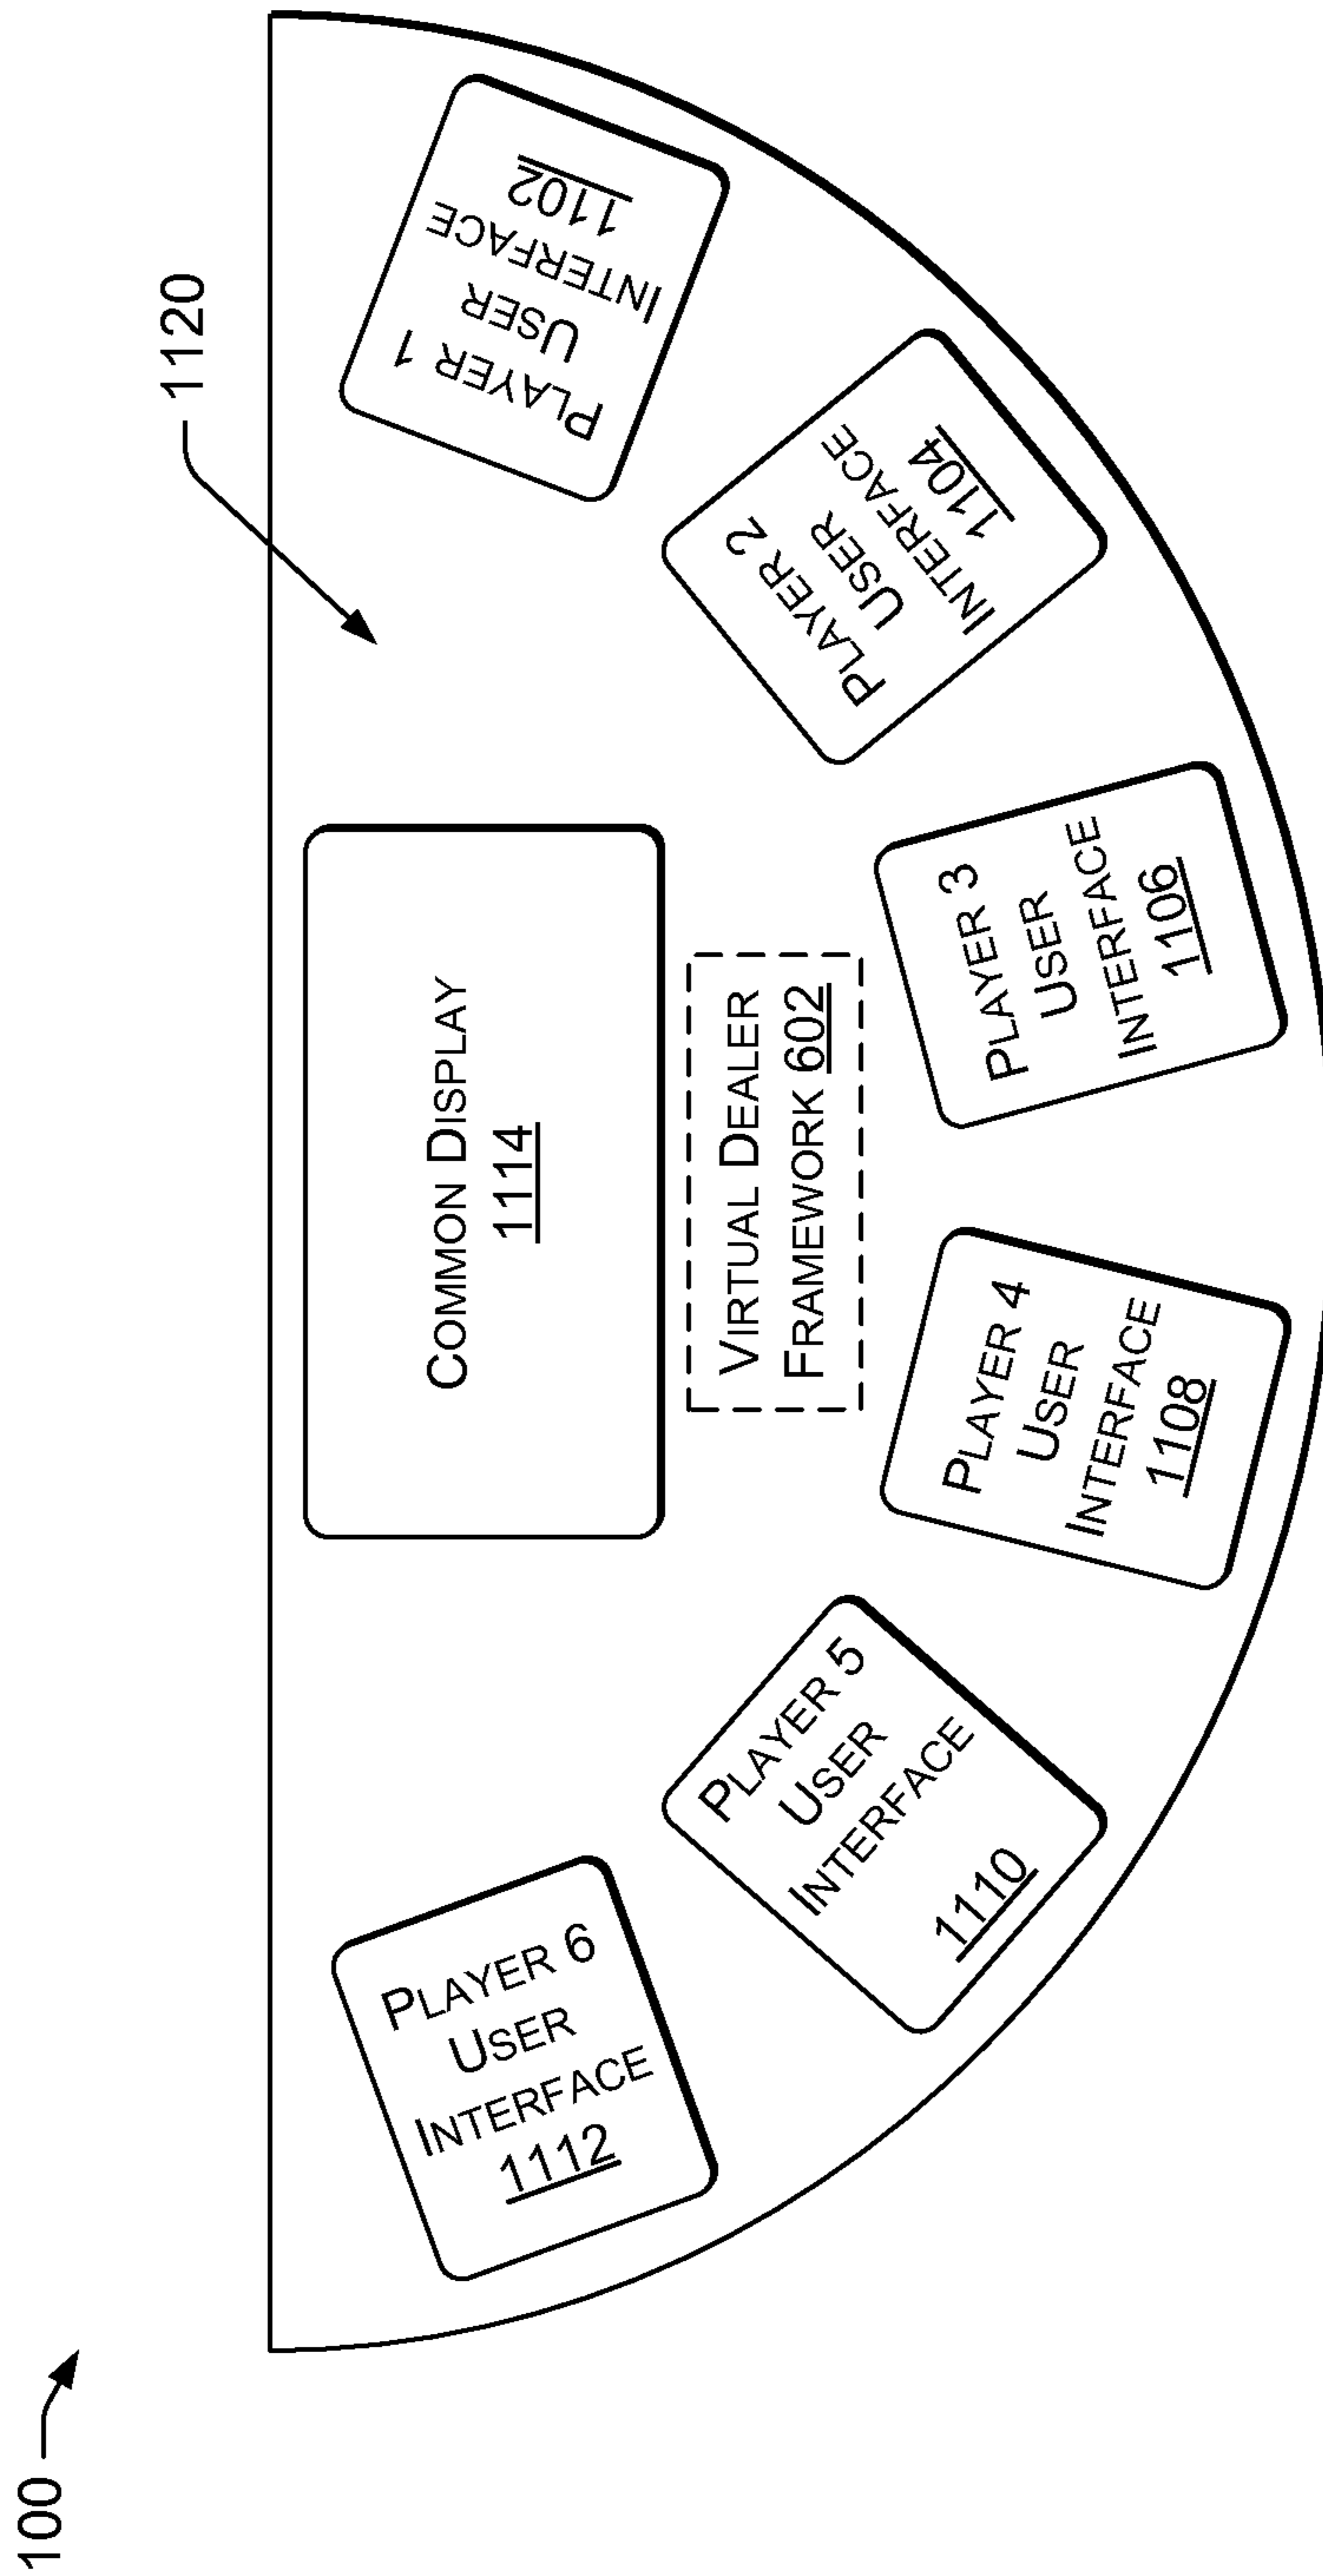 100
1120
COMMON DISPLAY
1114
VIRTUAL DEALER
FRAMEWORK 602
PLAYER 6
USER
INTERFACE
1112
PLAYER 5
USER
INTERFACE
1110
PLAYER 4
USER
INTERFACE
1108
PLAYER 3
USER
INTERFACE
1106
PLAYER 2
USER
INTERFACE
1104
PLAYER 1
USER
INTERFACE
1102